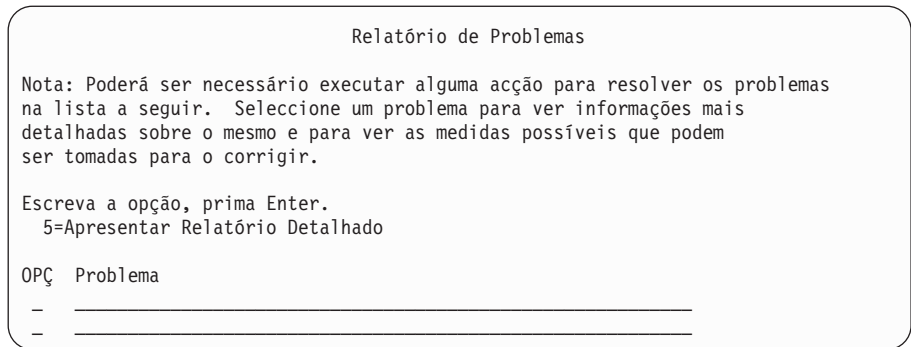 Relatório de Problemas
Nota: Poderá ser necessário executar alguma acção para resolver os problemas
na lista a seguir. Seleccione um problema para ver informações mais
detalhadas sobre o mesmo e para ver as medidas possíveis que podem
ser tomadas para o corrigir.
Escreva a opção, prima Enter.
5=Apresentar Relatório Detalhado
OPÇ Problema
_ __________________________________________________________
_ __________________________________________________________